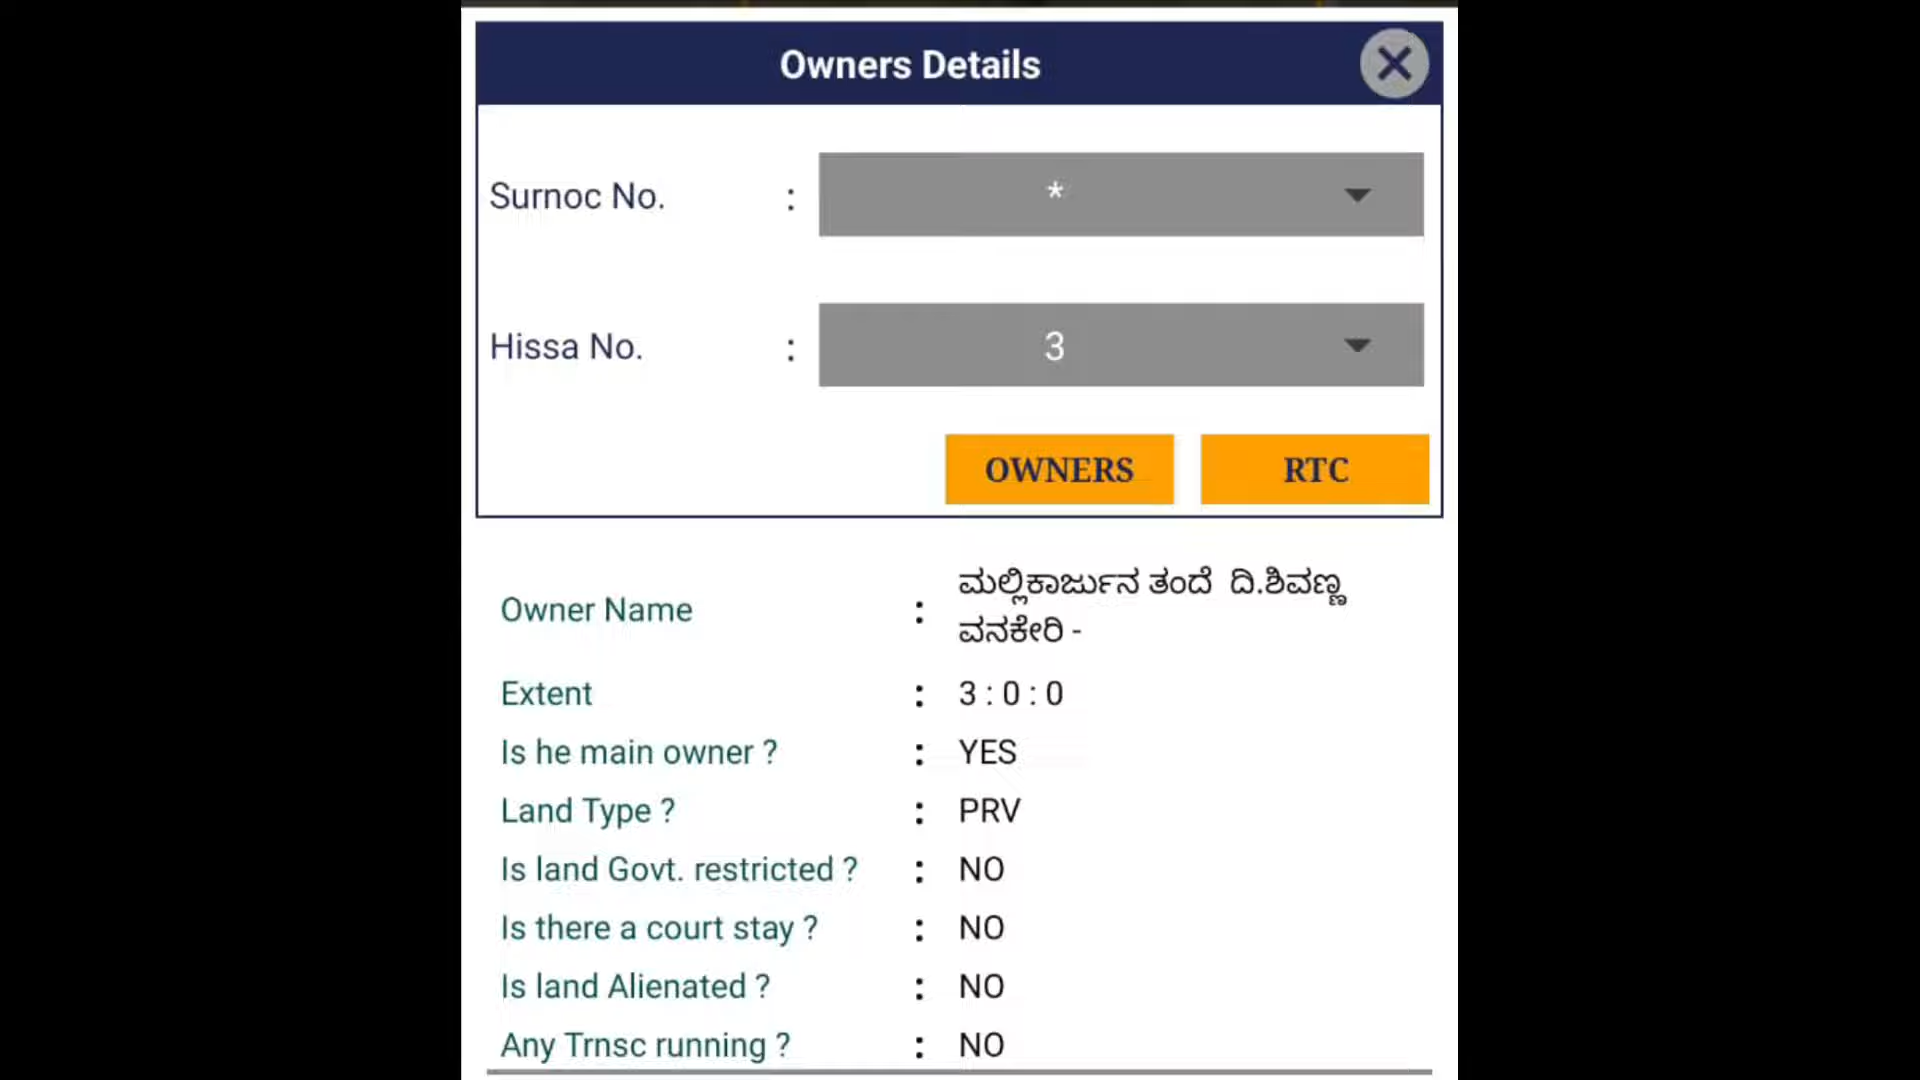 Owners Details
Surnoc No. : *
Hissa No. : 3
OWNERS RTC
Owner Name : ಮಲ್ಲಿಕಾರ್ಜುನ ತಂದೆ ದಿ.ಶಿವಣ್ಣ
ವನಕೇರಿ -
Extent : 3 : 0 : 0
Is he main owner ? : YES
Land Type ? : PRV
Is land Govt. restricted ? : NO
Is there a court stay ? : NO
Is land Alienated ? : NO
Any Trnsc running ? : NO